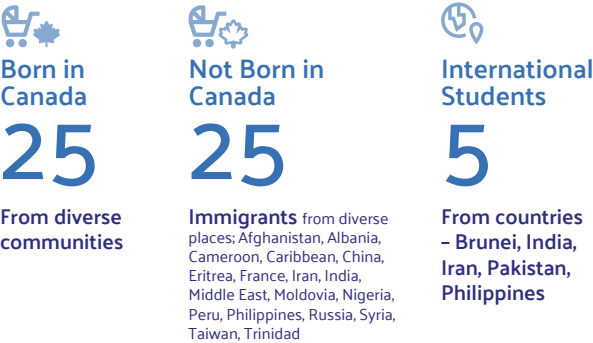 Born in
Canada
25
From diverse
communities
Not Born in
Canada
25
Immigrants from diverse
places; Afghanistan, Albania,
Cameroon, Caribbean, China,
Eritrea, France, Iran, India,
Middle East, Moldovia, Nigeria,
Peru, Philippines, Russia, Syria,
Taiwan, Trinidad
International
Students
5
From countries
– Brunei, India,
Iran, Pakistan,
Philippines